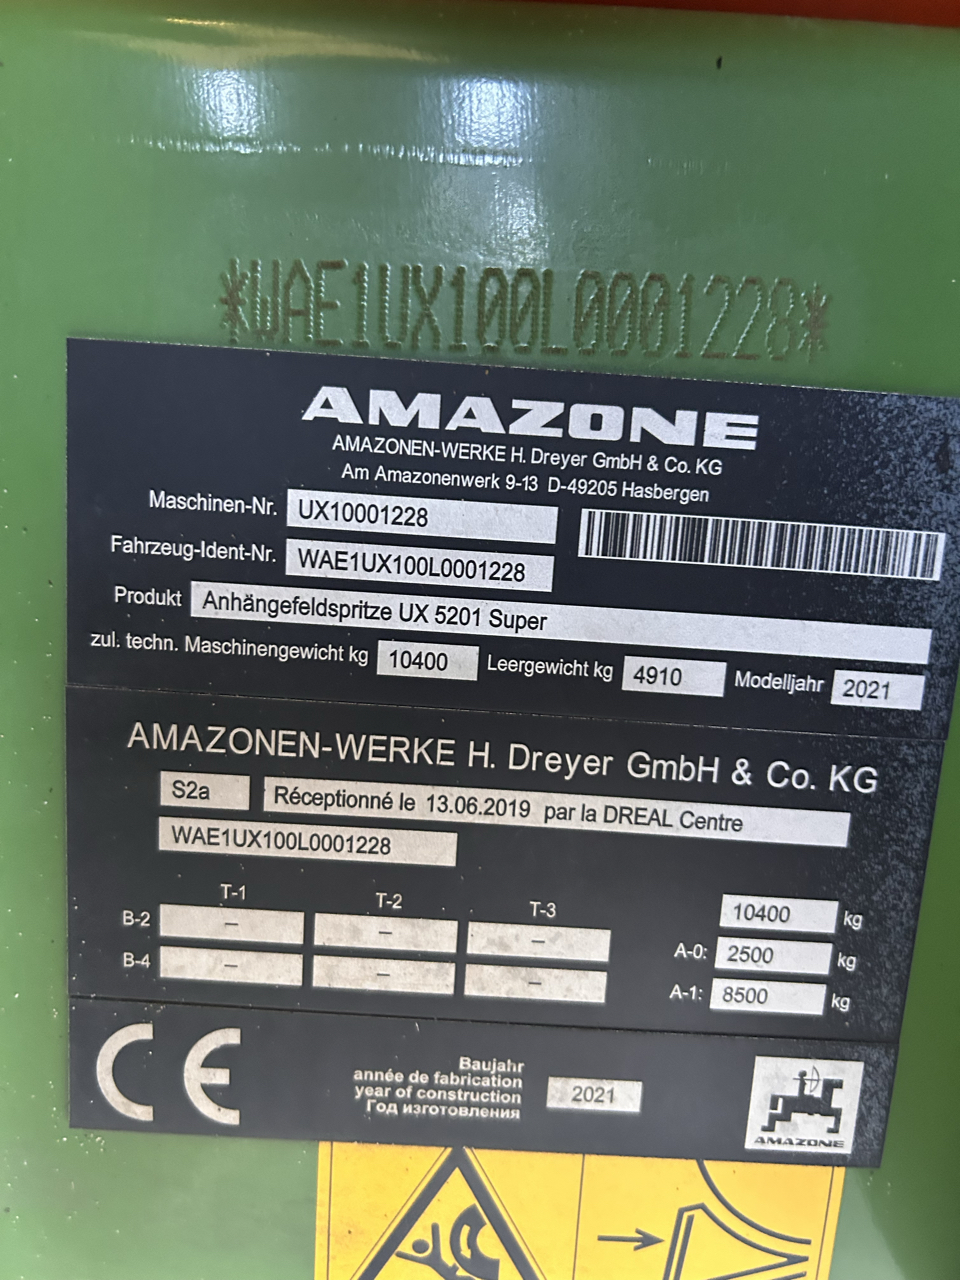 *WAE1UX100L0001228*
AMAZONE
AMAZONEN-WERKE H. Dreyer GmbH & Co. KG
Am Amazonenwerk 9-13 D-49205 Hasbergen
Maschinen-Nr. UX10001228
Fahrzeug-Ident-Nr. WAE1UX100L0001228
Produkt Anhängefeldspritze UX 5201 Super
zul. techn. Maschinengewicht kg 10400 Leergewicht kg 4910 Modelljahr 2021
AMAZONEN-WERKE H. Dreyer GmbH & Co. KG
S2a Réceptionné le 13.06.2019 par la DREAL Centre
WAE1UX100L0001228
T-1 T-2 T-3 10400 kg
B-2 – – – A-0: 2500 kg
B-4 – – – A-1: 8500 kg
CE
Baujahr
année de fabrication
year of construction 2021
Год изготовления
AMAZONE